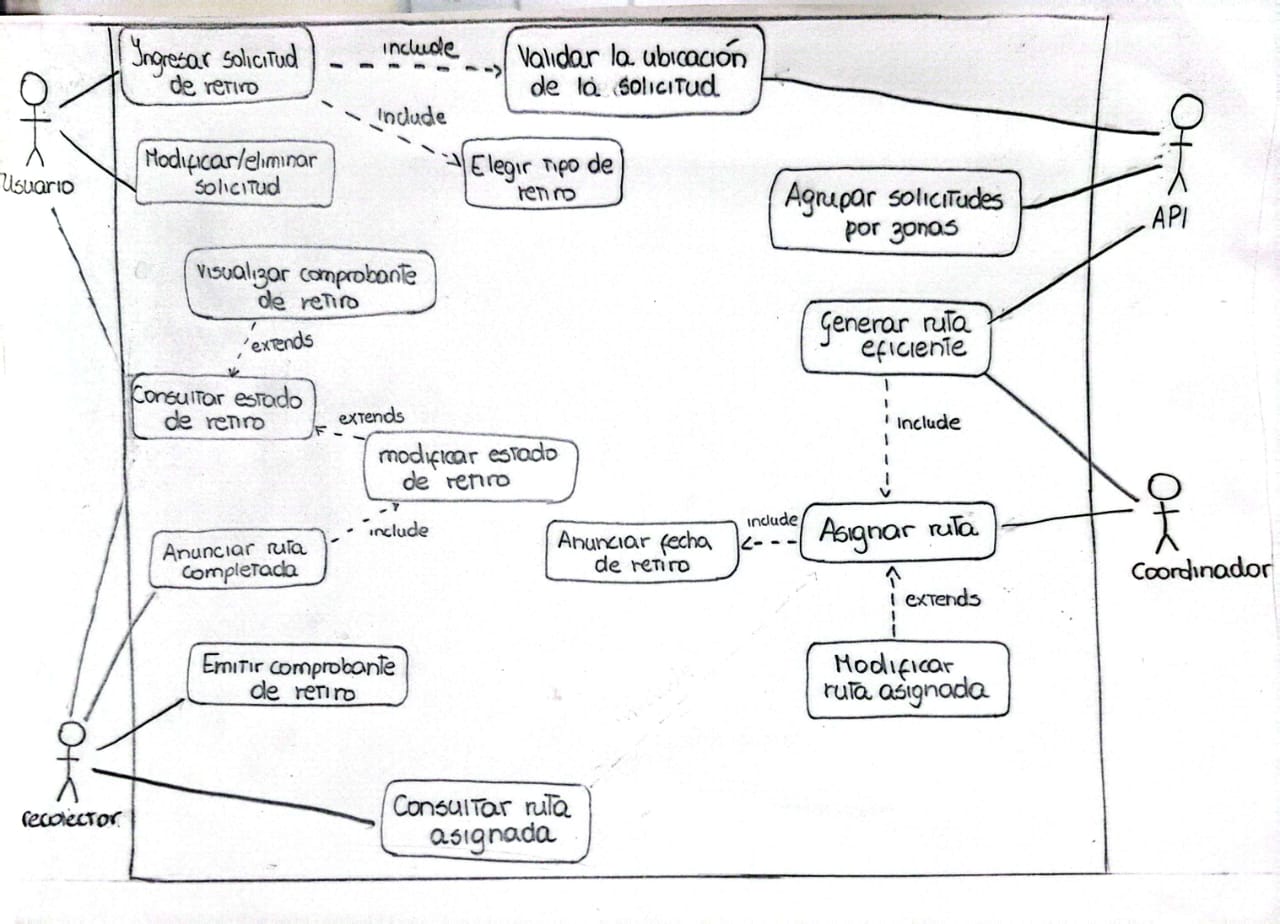 Ingresar solicitud
de retiro
include
Validar la ubicación
de la solicitud
include
Usuario
Modificar/eliminar
solicitud
Elegir tipo de
retiro
Agrupar solicitudes
por zonas
API
Visualizar comprobante
de retiro
extends
Generar ruta
eficiente
Consultar estado
de retiro
extends
include
modificar estado
de retiro
include
Anunciar ruta
completada
include
Anunciar fecha
de retiro
Asignar ruta
Coordinador
extends
Emitir comprobante
de retiro
Modificar
ruta asignada
recolector
Consultar ruta
asignada